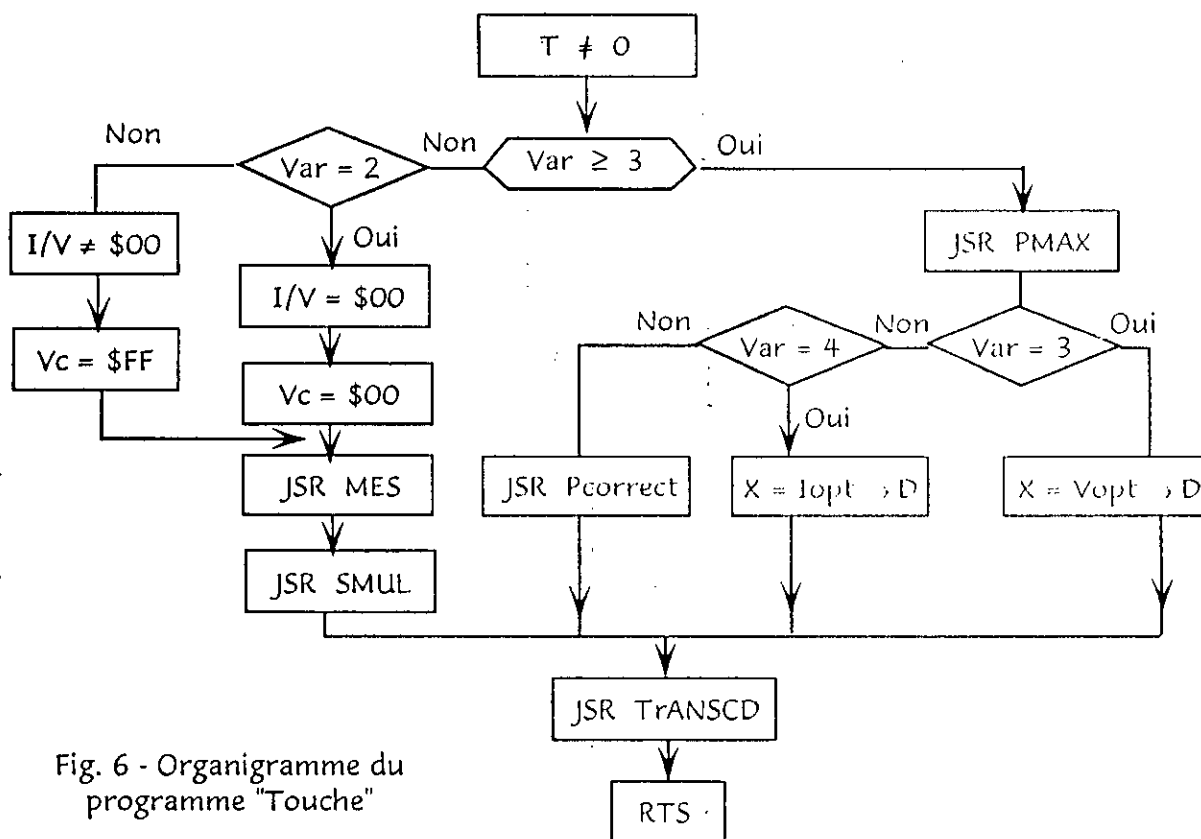 T ≠ 0
Non
Var = 2
Non
Var ≥ 3
Oui
I/V ≠ $00
Oui
JSR PMAX
I/V = $00
Non
Var = 4
Non
Var = 3
Oui
Vc = $FF
Vc = $00
Oui
JSR MES
JSR Pcorrect
X = Iopt → D
X = Vopt → D
JSR SMUL
JSR TrANSCD
Fig. 6 - Organigramme du
programme "Touche"
RTS